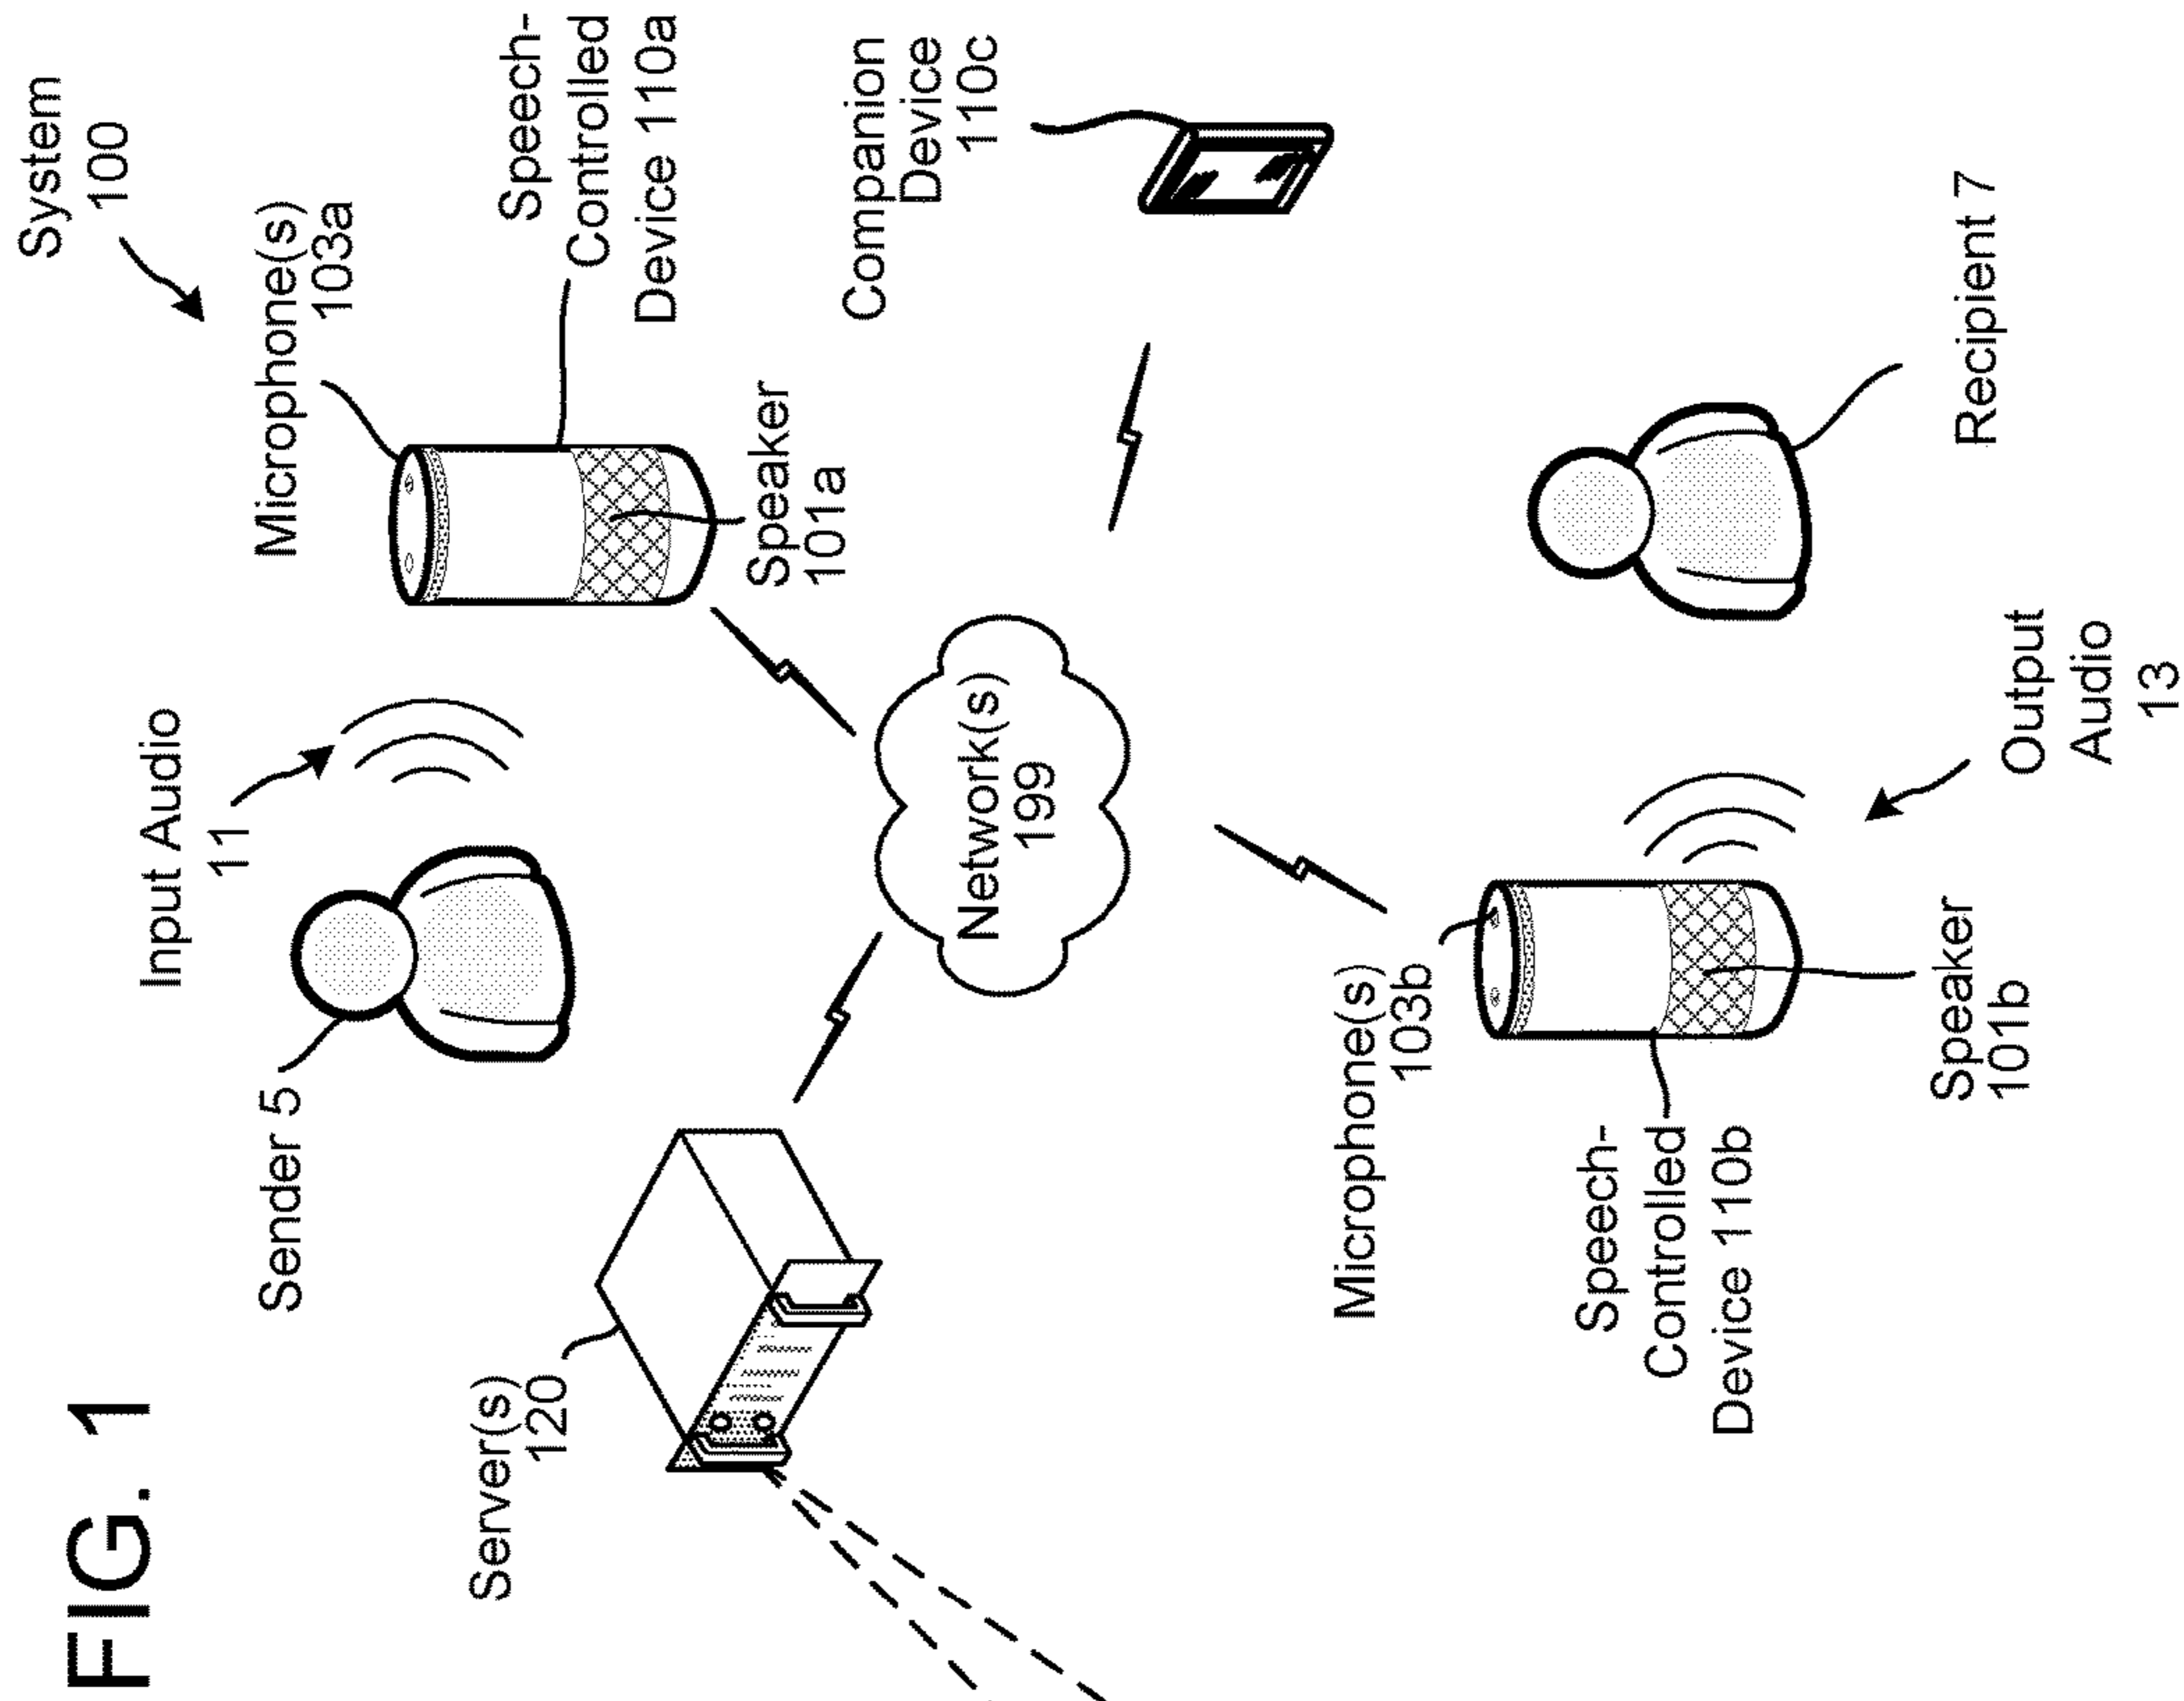 FIG. 1
System
100
Input Audio
11
Sender 5
Microphone(s)
103a
Speech-
Controlled
Device 110a
Server(s)
120
Speaker
101a
Companion
Device
110c
Network(s)
199
Microphone(s)
103b
Speech-
Controlled
Device 110b
Speaker
101b
Recipient 7
Output
Audio
13